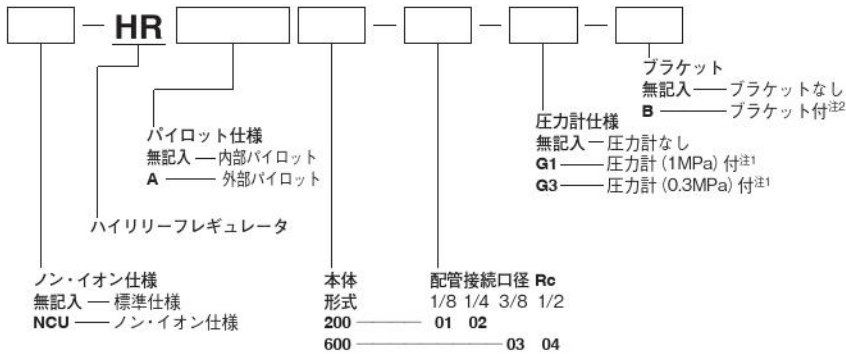 HR
ブラケット
無記入 ブラケットなし
B ブラケット付注2
圧力計仕様
無記入 圧力計なし
G1 圧力計（1MPa）付注1
G3 圧力計（0.3MPa）付注1
パイロット仕様
無記入 内部パイロット
A 外部パイロット
ハイリリーフレギュレータ
ノン・イオン仕様
無記入 標準仕様
NCU ノン・イオン仕様
本体 配管接続口径 Rc
形式 1/8 1/4 3/8 1/2
200 01 02
600 03 04